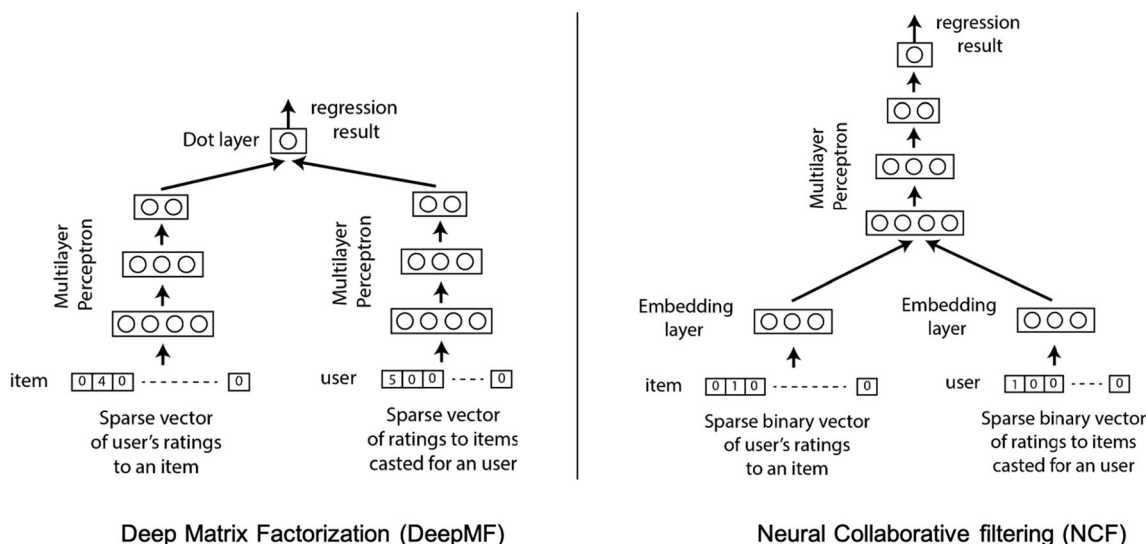 regression
result
Dot layer
Multilayer
Perceptron
Multilayer
Perceptron
item 0 4 0 0
user 5 0 0 0
Sparse vector
of user's ratings
to an item
Sparse vector
of ratings to items
casted for an user
Deep Matrix Factorization (DeepMF)
regression
result
Multilayer
Perceptron
Embedding
layer
Embedding
layer
item 0 1 0 0
user 1 0 0 0
Sparse binary vector
of user's ratings
to an item
Sparse binary vector
of ratings to items
casted for an user
Neural Collaborative filtering (NCF)